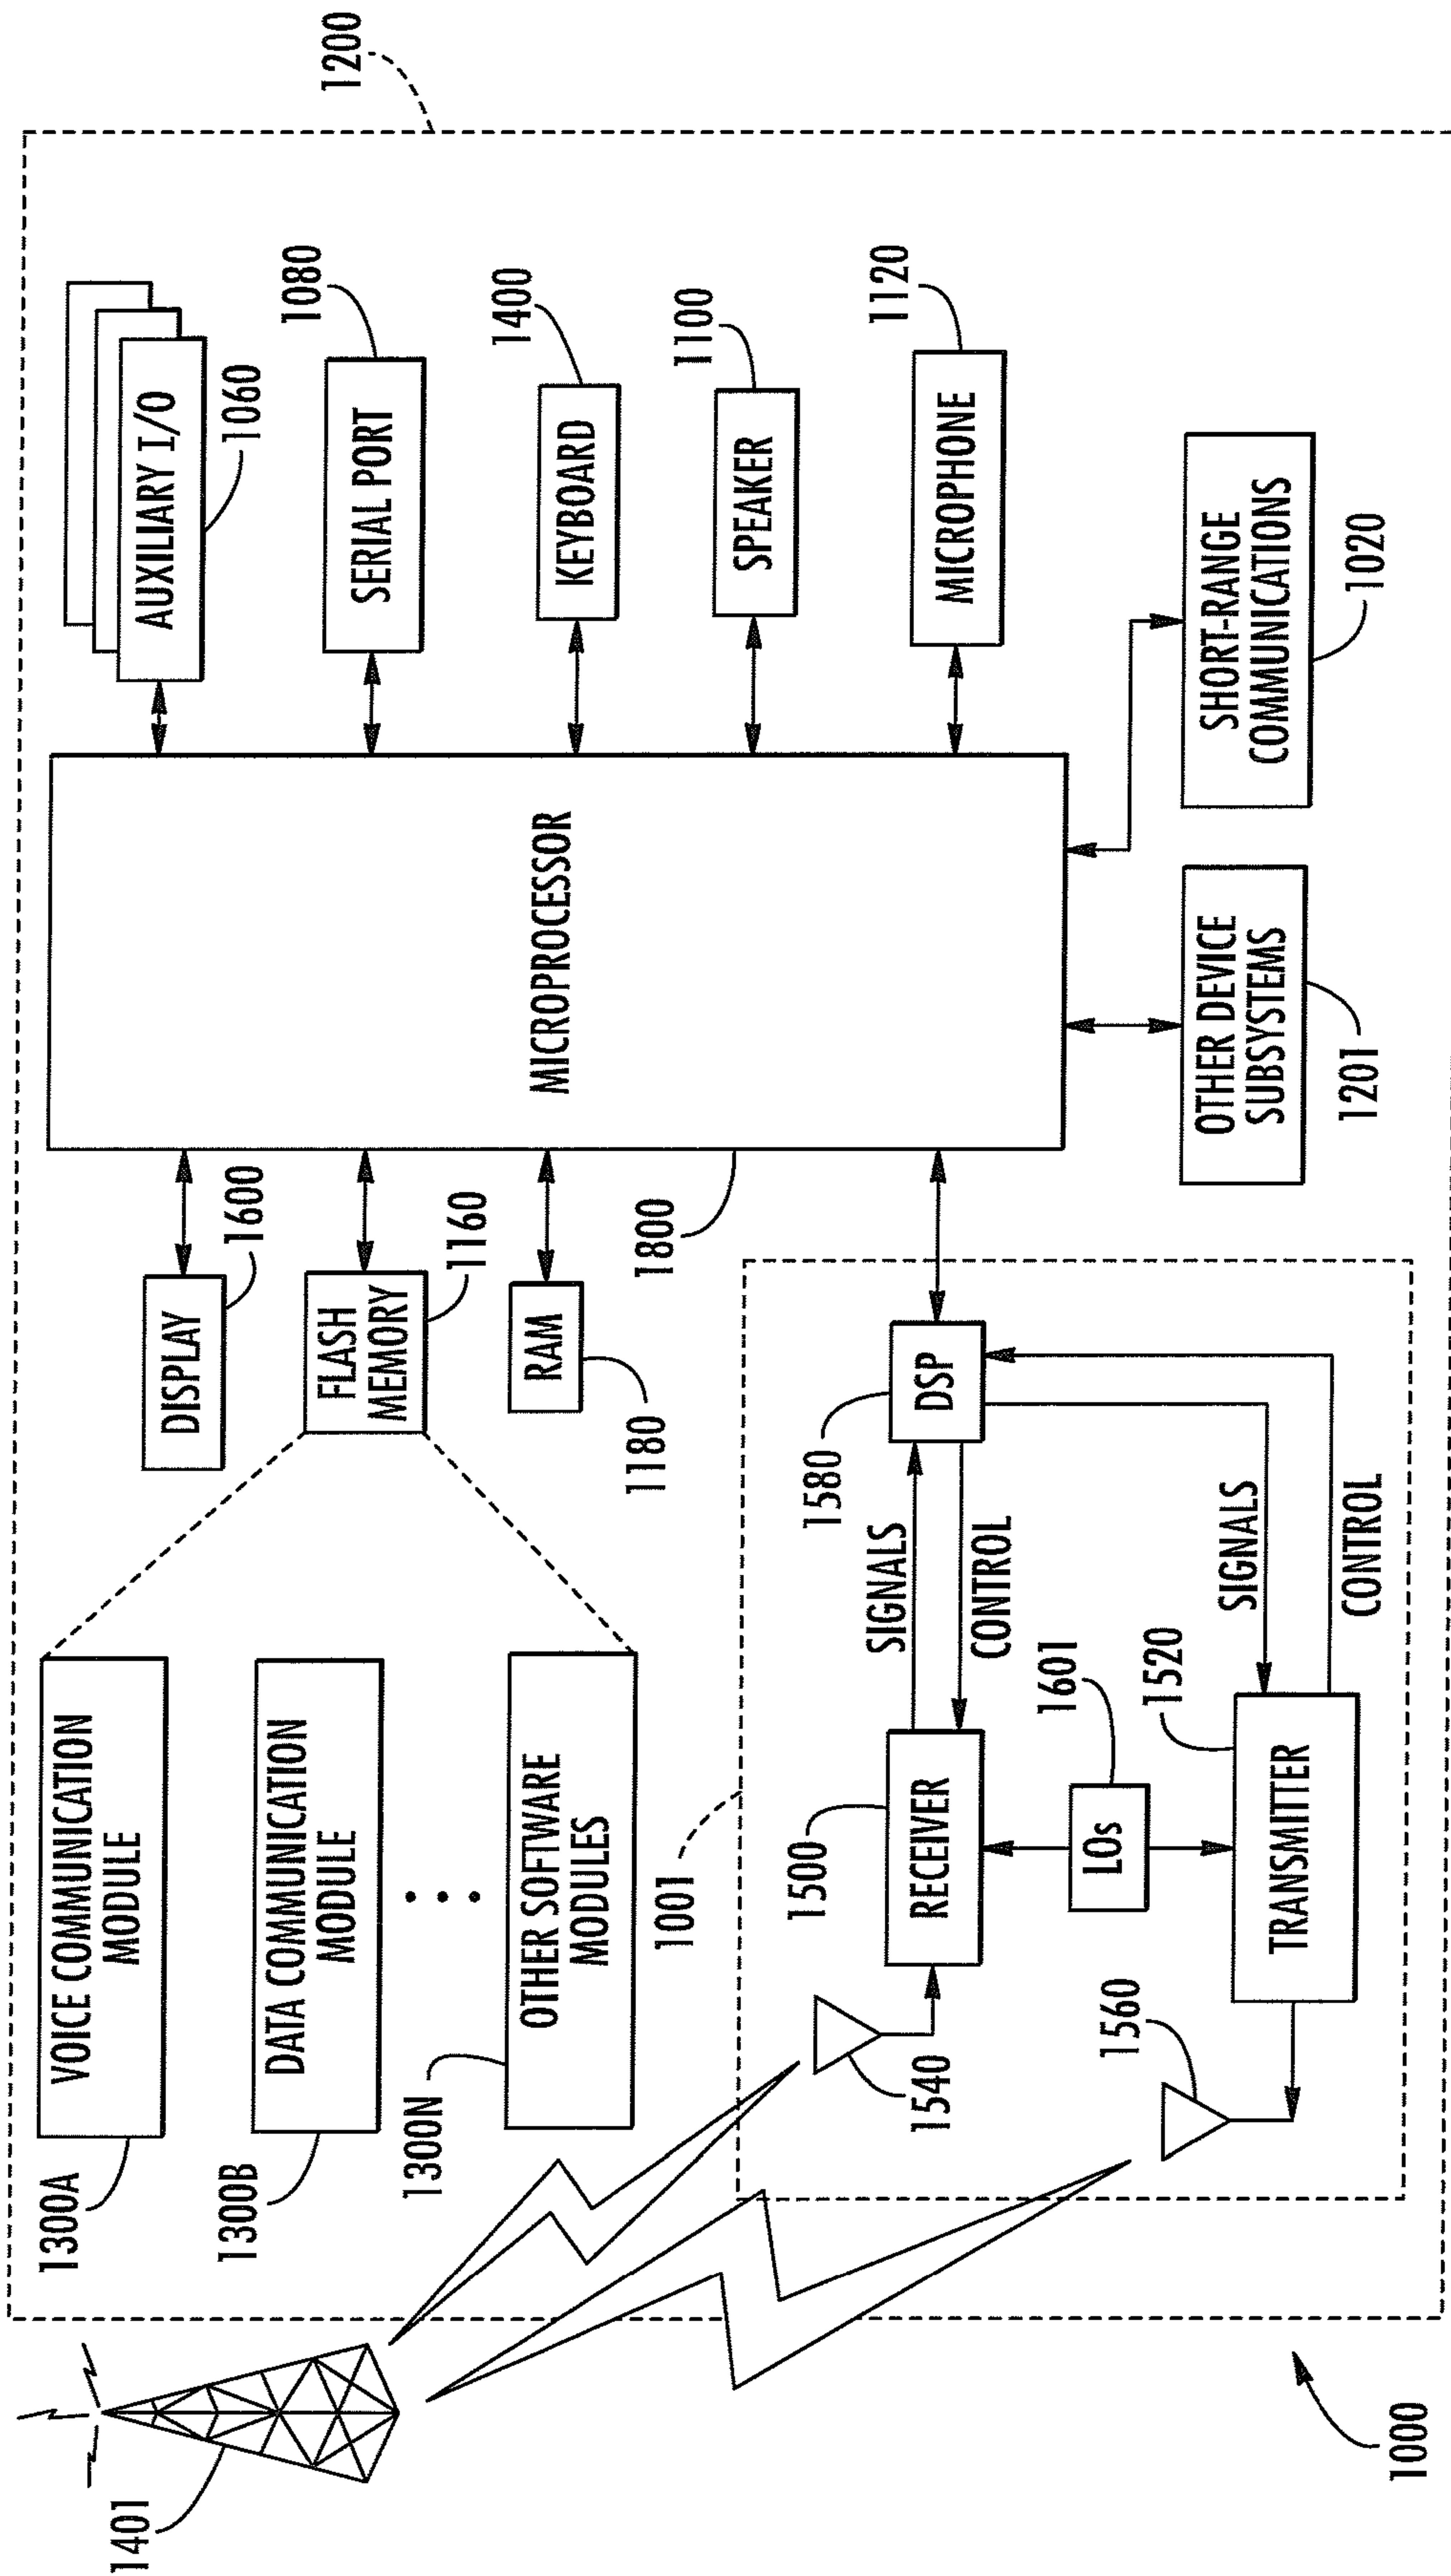 1200
AUXILIARY I/O
1060
SERIAL PORT
1080
KEYBOARD
1400
SPEAKER
1100
MICROPHONE
1120
SHORT-RANGE
COMMUNICATIONS
1020
MICROPROCESSOR
1800
OTHER DEVICE
SUBSYSTEMS
1201
DISPLAY
1600
FLASH
MEMORY
1160
RAM
1180
VOICE COMMUNICATION
MODULE
1300A
DATA COMMUNICATION
MODULE
1300B
OTHER SOFTWARE
MODULES
1300N
1001
DSP
1580
SIGNALS
CONTROL
RECEIVER
1500
LOs
1601
SIGNALS
CONTROL
TRANSMITTER
1520
1540
1560
1401
1000